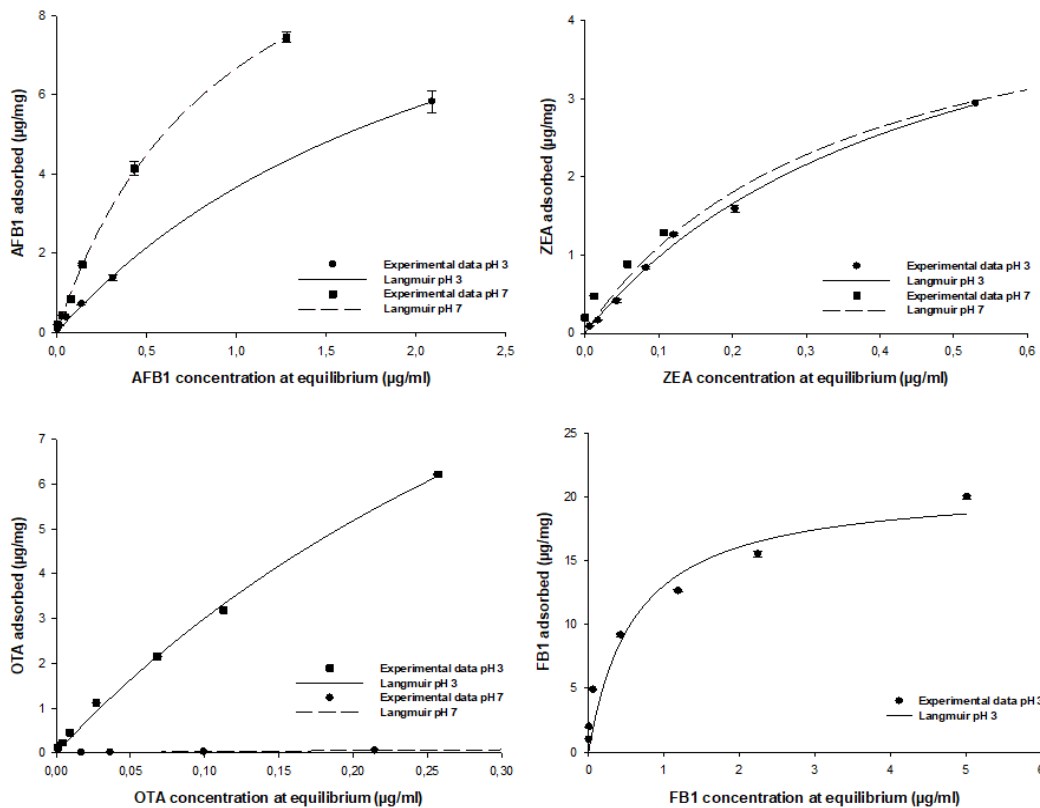 8
6
4
2
0
AFB1 adsorbed (µg/mg)
0,0
0,5
1,0
1,5
2,0
2,5
AFB1 concentration at equilibrium (µg/ml)
Experimental data pH 3
Langmuir pH 3
Experimental data pH 7
Langmuir pH 7
4
3
2
1
0
ZEA adsorbed (µg/mg)
0,0
0,1
0,2
0,3
0,4
0,5
0,6
ZEA concentration at equilibrium (µg/ml)
Experimental data pH 3
Langmuir pH 3
Experimental data pH 7
Langmuir pH 7
7
6
5
4
3
2
1
0
OTA adsorbed (µg/mg)
0,00
0,05
0,10
0,15
0,20
0,25
0,30
OTA concentration at equilibrium (µg/ml)
Experimental data pH 3
Langmuir pH 3
Experimental data pH 7
Langmuir pH 7
25
20
15
10
5
0
FB1 adsorbed (µg/mg)
0
1
2
3
4
5
6
FB1 concentration at equilibrium (µg/ml)
Experimental data pH 3
Langmuir pH 3